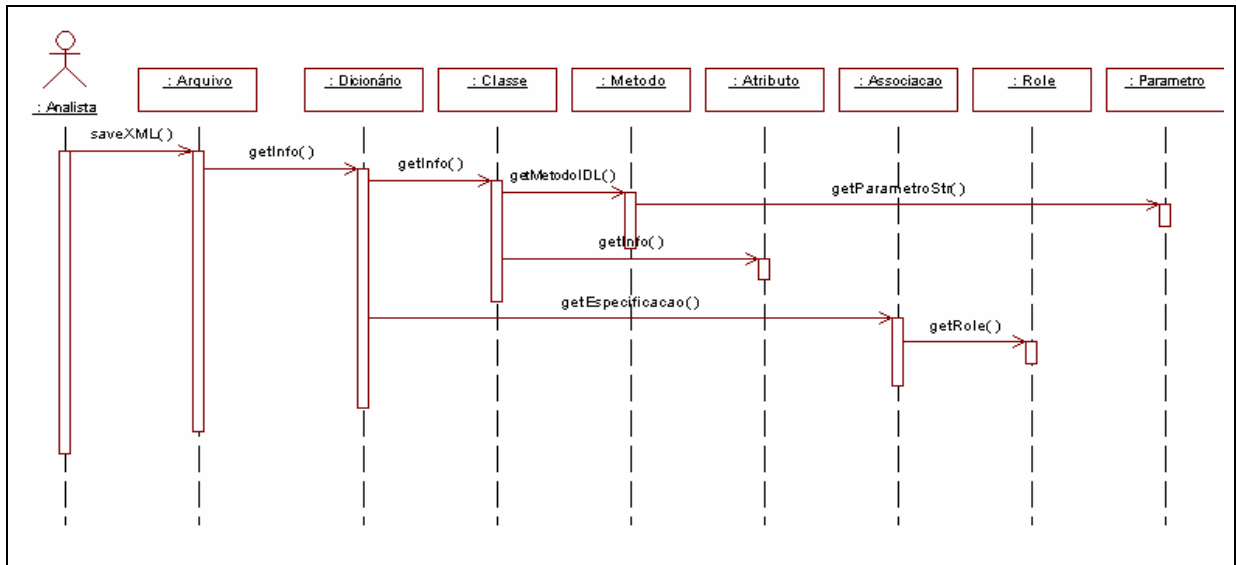 : Analista
: Arquivo
: Dicionário
: Classe
: Metodo
: Atributo
: Associacao
: Role
: Parametro
saveXML()
getInfo()
getInfo()
getMetodoIDL()
getParametroStr()
getInfo()
getEspecificacao()
getRole()